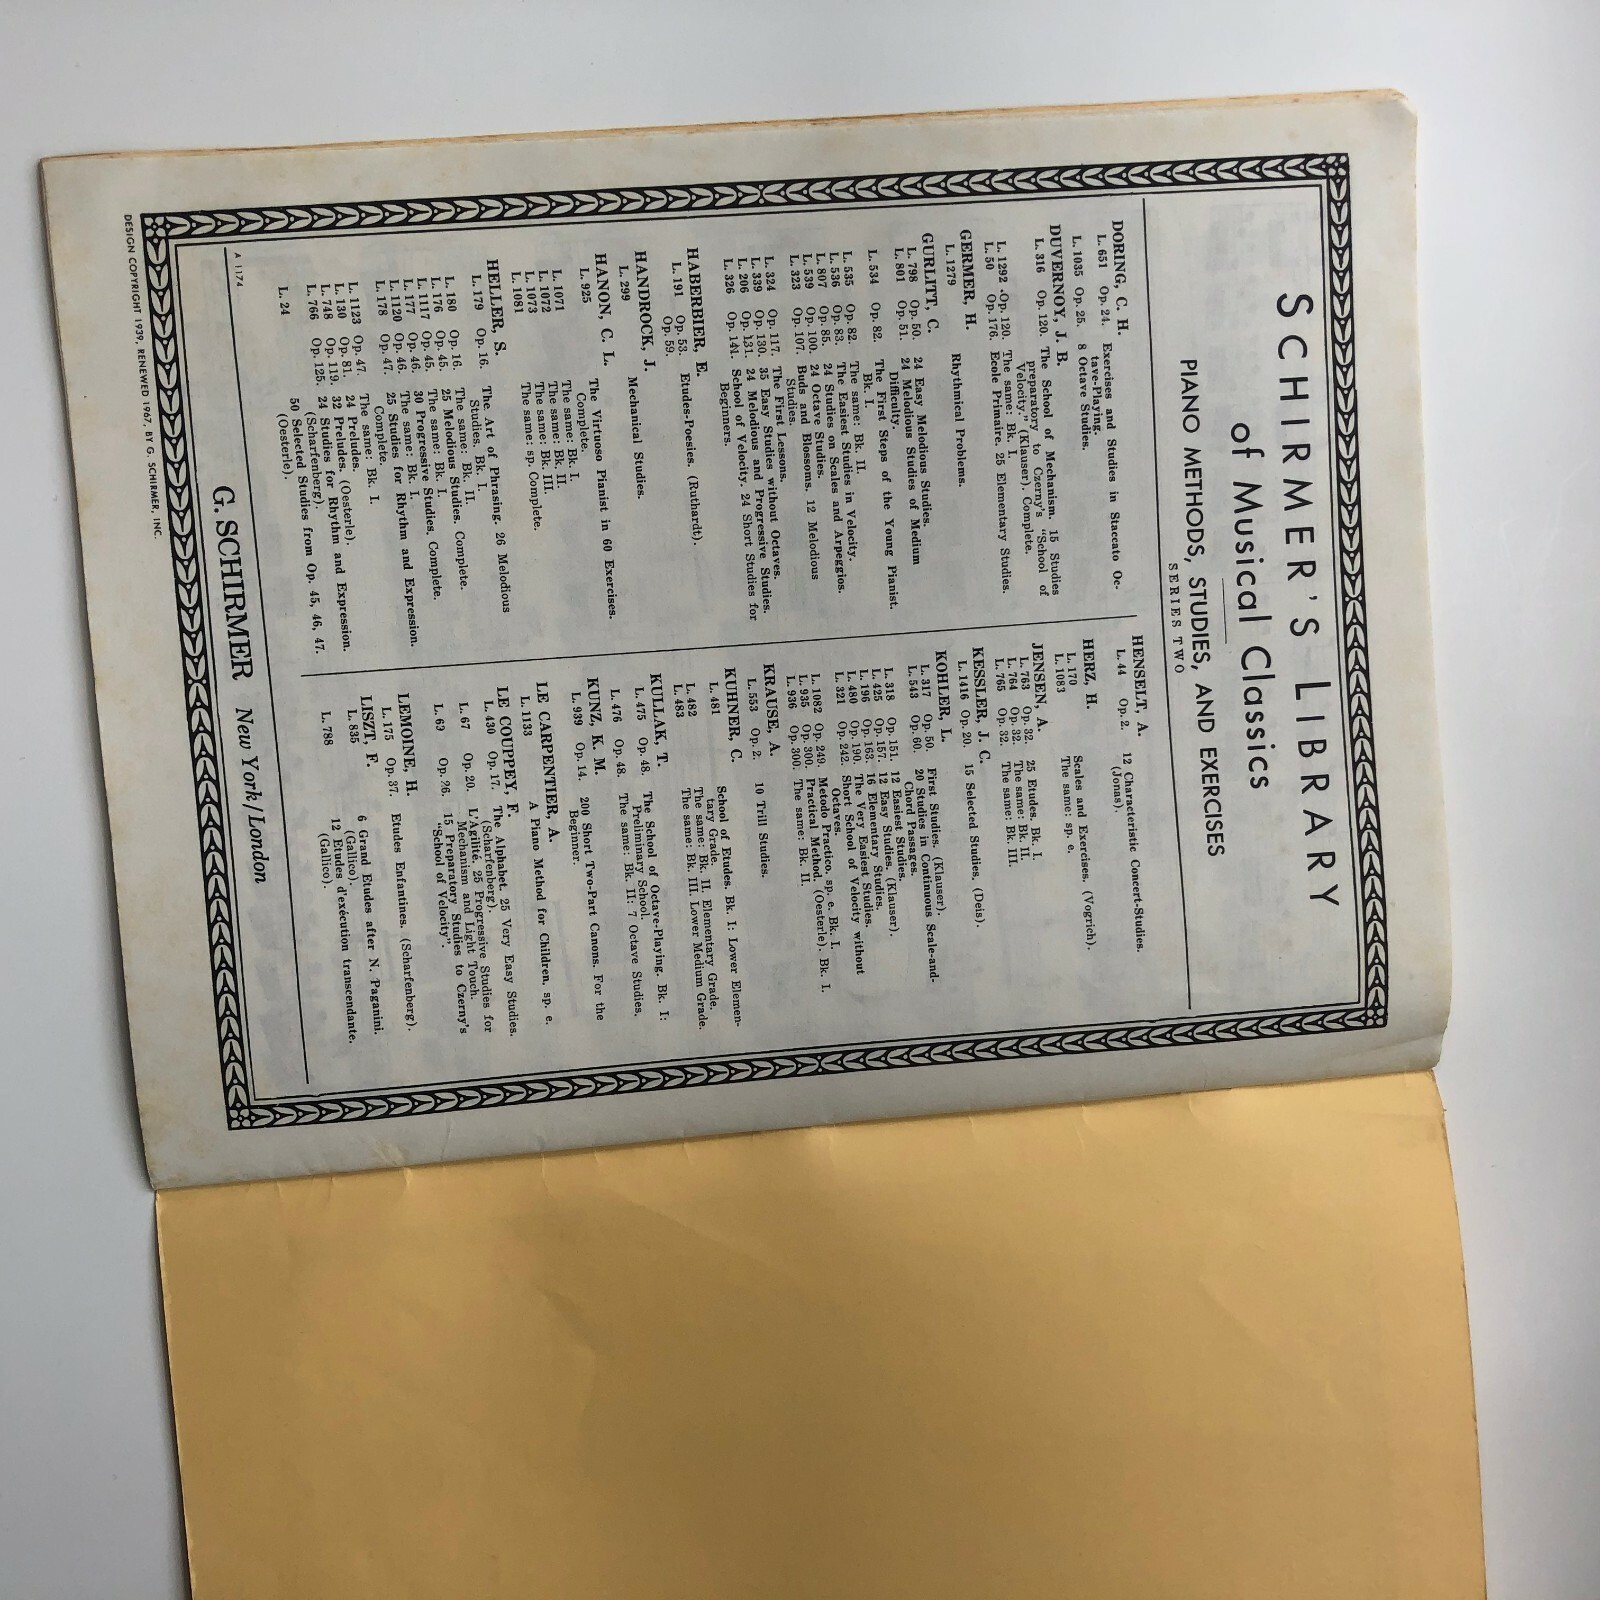 SCHIRMER'S LIBRARY
of Musical Classics
PIANO METHODS, STUDIES, AND EXERCISES
SERIES TWO
DORING, C. H.
L. 651 Op. 24. Exercises and Studies in Staccato Oc-
tave-Playing.
L. 1035 Op. 25. 8 Octave Studies.
DUVERNOY, J. B.
L. 316 Op. 120. The School of Mechanism. 15 Studies
preparatory to Czerny's "School of
Velocity." (Klauser). Complete.
L. 1292 Op. 120. The same: Bk. I.
L. 50 Op. 176. Ecole Primaire. 25 Elementary Studies.
GERMER, H.
L. 1279 Rhythmical Problems.
GURLITT, C.
L. 798 Op. 50. 24 Easy Melodious Studies.
L. 801 Op. 51. 24 Melodious Studies of Medium
Difficulty.
L. 534 Op. 82. The First Steps of the Young Pianist.
Bk. I.
L. 535 Op. 82. The same: Bk. II.
L. 536 Op. 83. The Easiest Studies in Velocity.
L. 807 Op. 85. 24 Studies on Scales and Arpeggios.
L. 539 Op. 100. 24 Octave Studies.
L. 323 Op. 107. Buds and Blossoms. 12 Melodious
Studies.
L. 324 Op. 117. The First Lessons.
L. 339 Op. 130. 35 Easy Studies without Octaves.
L. 206 Op. 131. 24 Melodious and Progressive Studies.
L. 326 Op. 141. School of Velocity. 24 Short Studies for
Beginners.
HABERBIER, E.
L. 191 Op. 53. Etudes-Poesies. (Ruthardt).
Op. 59.
HANDROCK, J.
L. 299 Mechanical Studies.
HANON, C. L.
L. 925 The Virtuoso Pianist in 60 Exercises.
Complete.
L. 1071 The same: Bk. I.
L. 1072 The same: Bk. II.
L. 1073 The same: Bk. III.
L. 1081 The same: sp. Complete.
HELLER, S.
L. 179 Op. 16. The Art of Phrasing. 26 Melodious
Studies. Bk. I.
L. 180 Op. 16. The same: Bk. II.
L. 176 Op. 45. 25 Melodious Studies. Complete.
L. 1117 Op. 45. The same: Bk. I.
L. 177 Op. 46. 30 Progressive Studies. Complete.
L. 1120 Op. 46. The same: Bk. I.
L. 178 Op. 47. 25 Studies for Rhythm and Expression.
Complete.
L. 1123 Op. 47. The same: Bk. I.
L. 130 Op. 81. 24 Preludes. (Oesterle).
L. 748 Op. 119. 32 Preludes.
L. 766 Op. 125. 24 Studies for Rhythm and Expression.
(Scharfenberg).
L. 24 50 Selected Studies from Op. 45, 46, 47.
(Oesterle).
HENSELT, A.
L. 44 Op. 2. 12 Characteristic Concert-Studies.
(Jonas).
HERZ, H.
L. 170 Scales and Exercises. (Vogrich).
L. 1083 The same: sp. e.
JENSEN, A.
L. 763 Op. 32. 25 Etudes. Bk. I.
L. 764 Op. 32. The same: Bk. II.
L. 765 Op. 32. The same: Bk. III.
KESSLER, J. C.
L. 1416 Op. 20. 15 Selected Studies. (Deis).
KOHLER, L.
L. 317 Op. 50. First Studies. (Klauser).
L. 543 Op. 60. 20 Studies in Continuous Scale-and-
Chord Passages.
L. 318 Op. 151. 12 Easiest Studies.
L. 425 Op. 157. 12 Easy Studies. (Klauser).
L. 196 Op. 163. 16 Elementary Studies.
L. 480 Op. 190. The Very Easiest Studies.
L. 321 Op. 242. Short School of Velocity without
Octaves.
L. 1082 Op. 249. Metodo Practico. sp. e. Bk. I.
L. 935 Op. 300. Practical Method. (Oesterle). Bk. I.
L. 936 Op. 300. The same: Bk. II.
KRAUSE, A.
L. 553 Op. 2. 10 Trill Studies.
KUHNER, C.
L. 481 School of Etudes. Bk. I: Lower Elemen-
tary Grade.
L. 482 The same: Bk. II. Elementary Grade.
L. 483 The same: Bk. III. Lower Medium Grade.
KULLAK, T.
L. 475 Op. 48. The School of Octave-Playing. Bk. I:
Preliminary School.
L. 476 Op. 48. The same: Bk. II: 7 Octave Studies.
KUNZ, K. M.
L. 939 Op. 14. 200 Short Two-Part Canons. For the
Beginner.
LE CARPENTIER, A.
L. 1133 A Piano Method for Children. sp. e.
LE COUPPEY, F.
L. 430 Op. 17. The Alphabet. 25 Very Easy Studies.
(Scharfenberg).
L. 67 Op. 20. L'Agilité. 25 Progressive Studies for
Mechanism and Light Touch.
L. 69 Op. 26. 15 Preparatory Studies to Czerny's
"School of Velocity".
LEMOINE, H.
L. 175 Op. 37. Etudes Enfantines. (Scharfenberg).
LISZT, F.
L. 835 6 Grand Etudes after N. Paganini.
(Gallico).
L. 788 12 Etudes d'exécution transcendante.
(Gallico).
A 1174
G. SCHIRMER New York/London
DESIGN COPYRIGHT 1939, RENEWED 1967, BY G. SCHIRMER, INC.